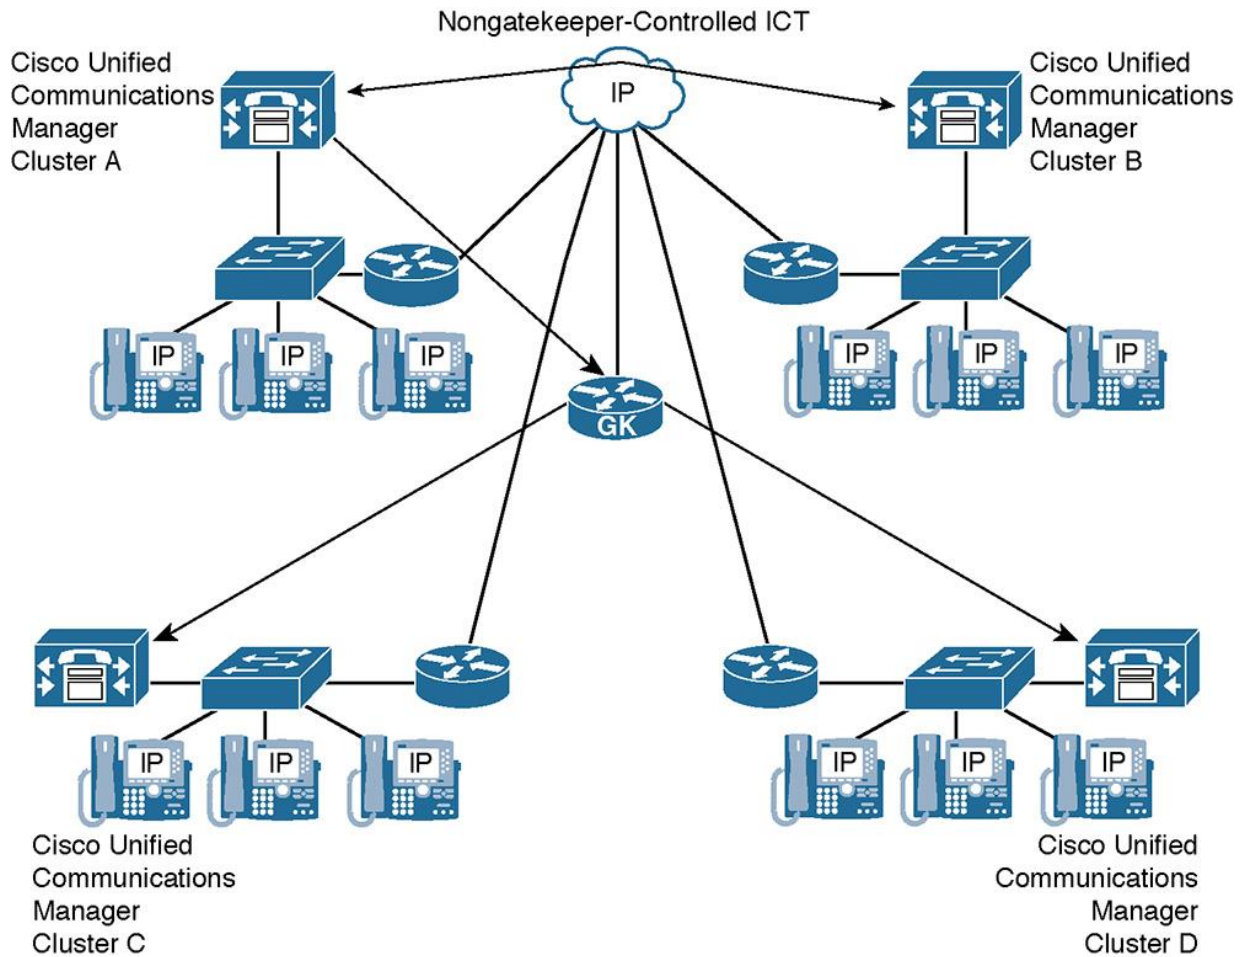 Nongatekeeper-Controlled ICT
Cisco Unified
Communications
Manager
Cluster A
IP
Cisco Unified
Communications
Manager
Cluster B
IP
IP
IP
IP
IP
IP
GK
IP
IP
IP
IP
IP
IP
Cisco Unified
Communications
Manager
Cluster C
Cisco Unified
Communications
Manager
Cluster D